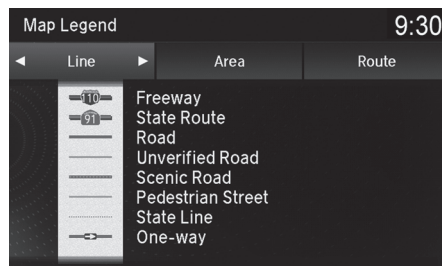 Map Legend 9:30
Line Area Route
110 Freeway
91 State Route
Road
Unverified Road
Scenic Road
Pedestrian Street
State Line
One-way